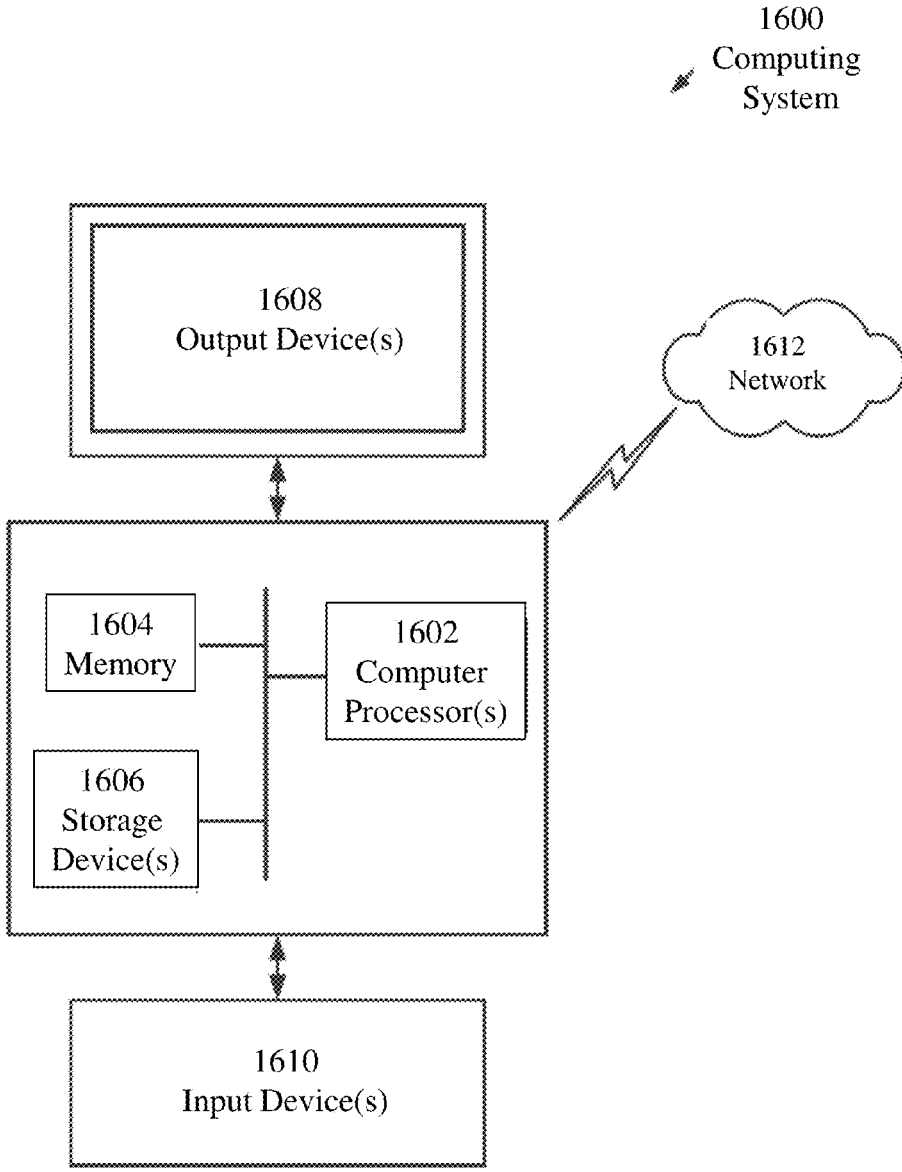 1600
Computing
System
1608
Output Device(s)
1612
Network
1604
Memory
1602
Computer
Processor(s)
1606
Storage
Device(s)
1610
Input Device(s)